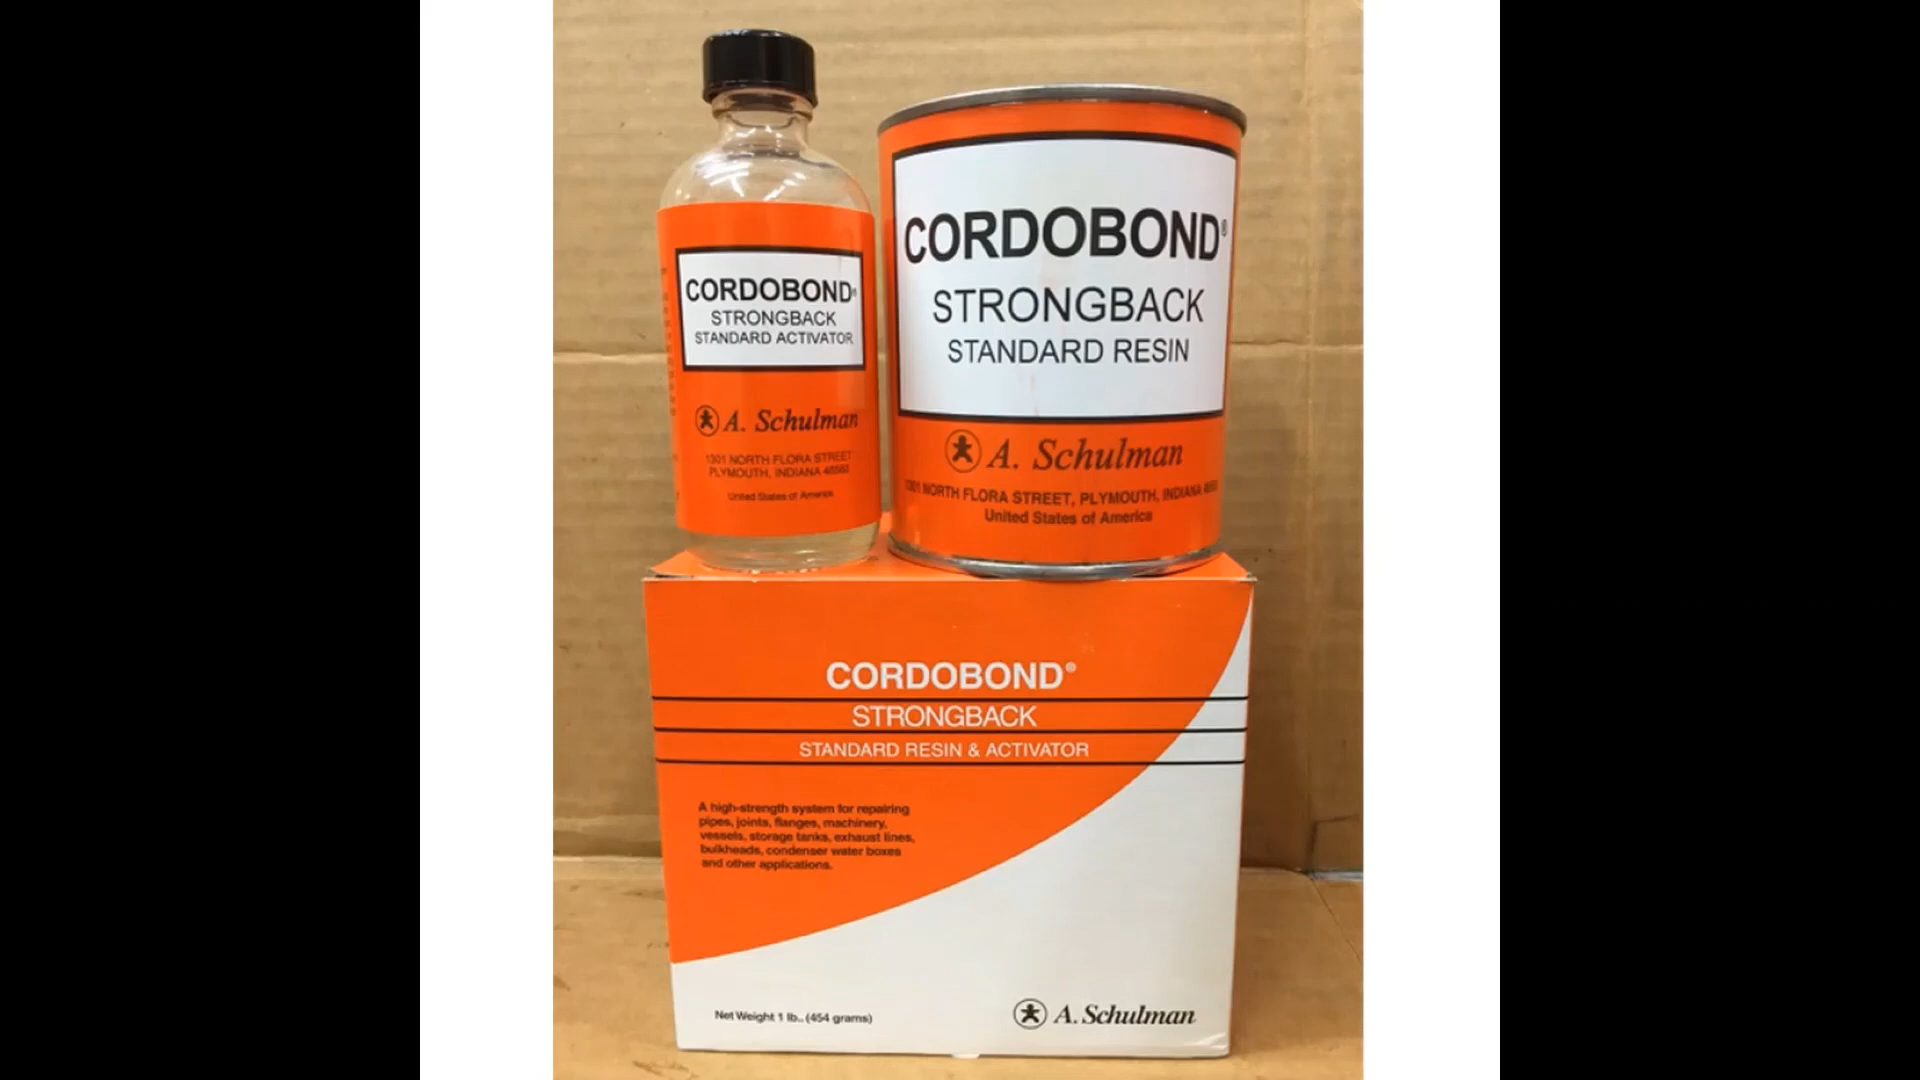 CORDOBOND®
STRONGBACK
STANDARD ACTIVATOR
A. Schulman
1301 NORTH FLORA STREET
PLYMOUTH, INDIANA 46563
United States of America
CORDOBOND®
STRONGBACK
STANDARD RESIN
A. Schulman
1301 NORTH FLORA STREET, PLYMOUTH, INDIANA
United States of America
CORDOBOND®
STRONGBACK
STANDARD RESIN & ACTIVATOR
A high-strength system for repairing
pipes, joints, flanges, machinery,
vessels, storage tanks, exhaust lines,
bulkheads, condenser water boxes
and other applications.
Net Weight 1 lb.. (454 grams)
A. Schulman